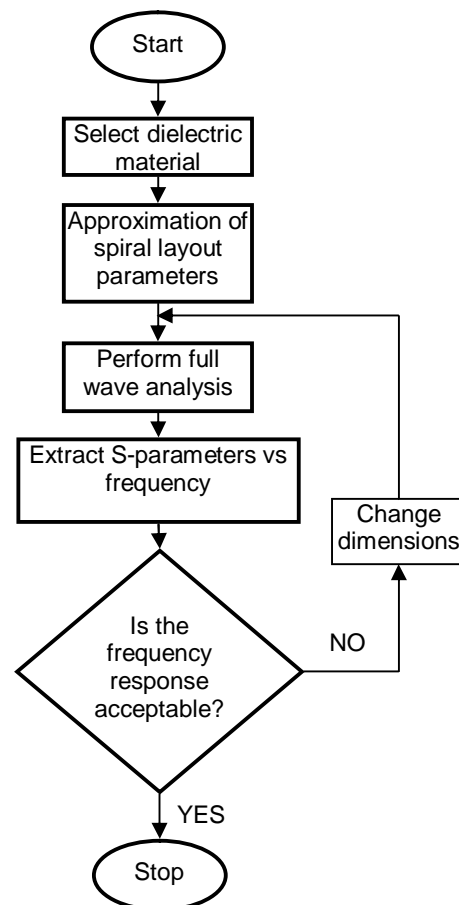 Start
Select dielectric
material
Approximation of
spiral layout
parameters
Perform full
wave analysis
Extract S-parameters vs
frequency
Change
dimensions
Is the
frequency
response
acceptable?
NO
YES
Stop